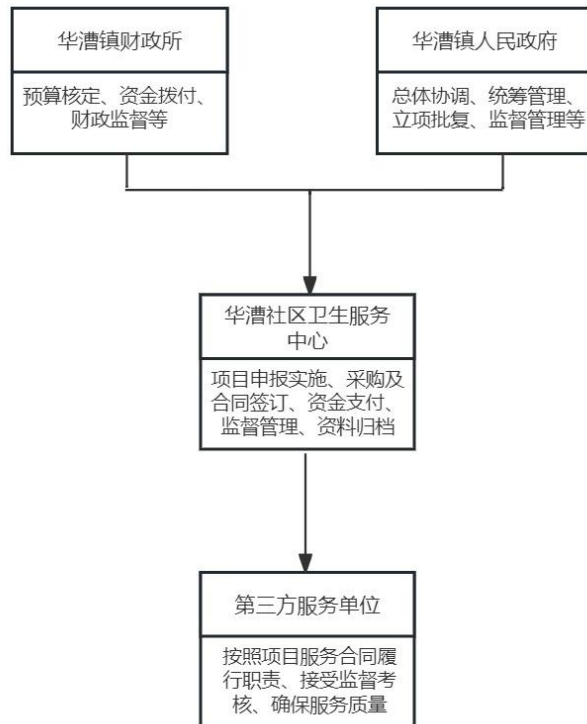 华漕镇财政所
预算核定、资金拨付、
财政监督等
华漕镇人民政府
总体协调、统筹管理、
立项批复、监督管理等
华漕社区卫生服务
中心
项目申报实施、采购及
合同签订、资金支付、
监督管理、资料归档
第三方服务单位
按照项目服务合同履
行职责、接受监督考
核、确保服务质量